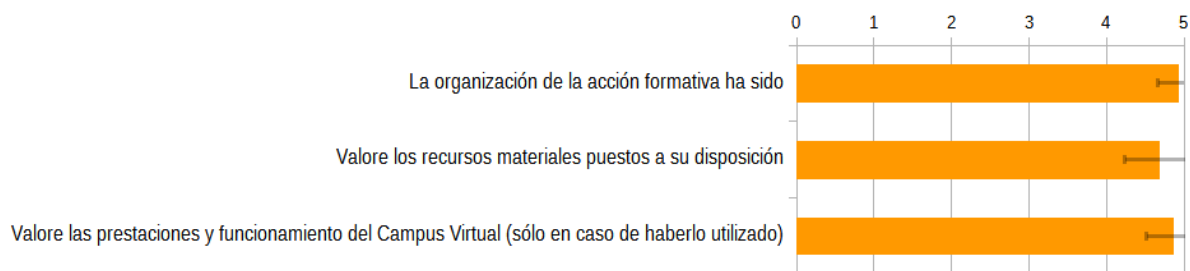 0 1 2 3 4 5
La organización de la acción formativa ha sido
Valore los recursos materiales puestos a su disposición
Valore las prestaciones y funcionamiento del Campus Virtual (sólo en caso de haberlo utilizado)